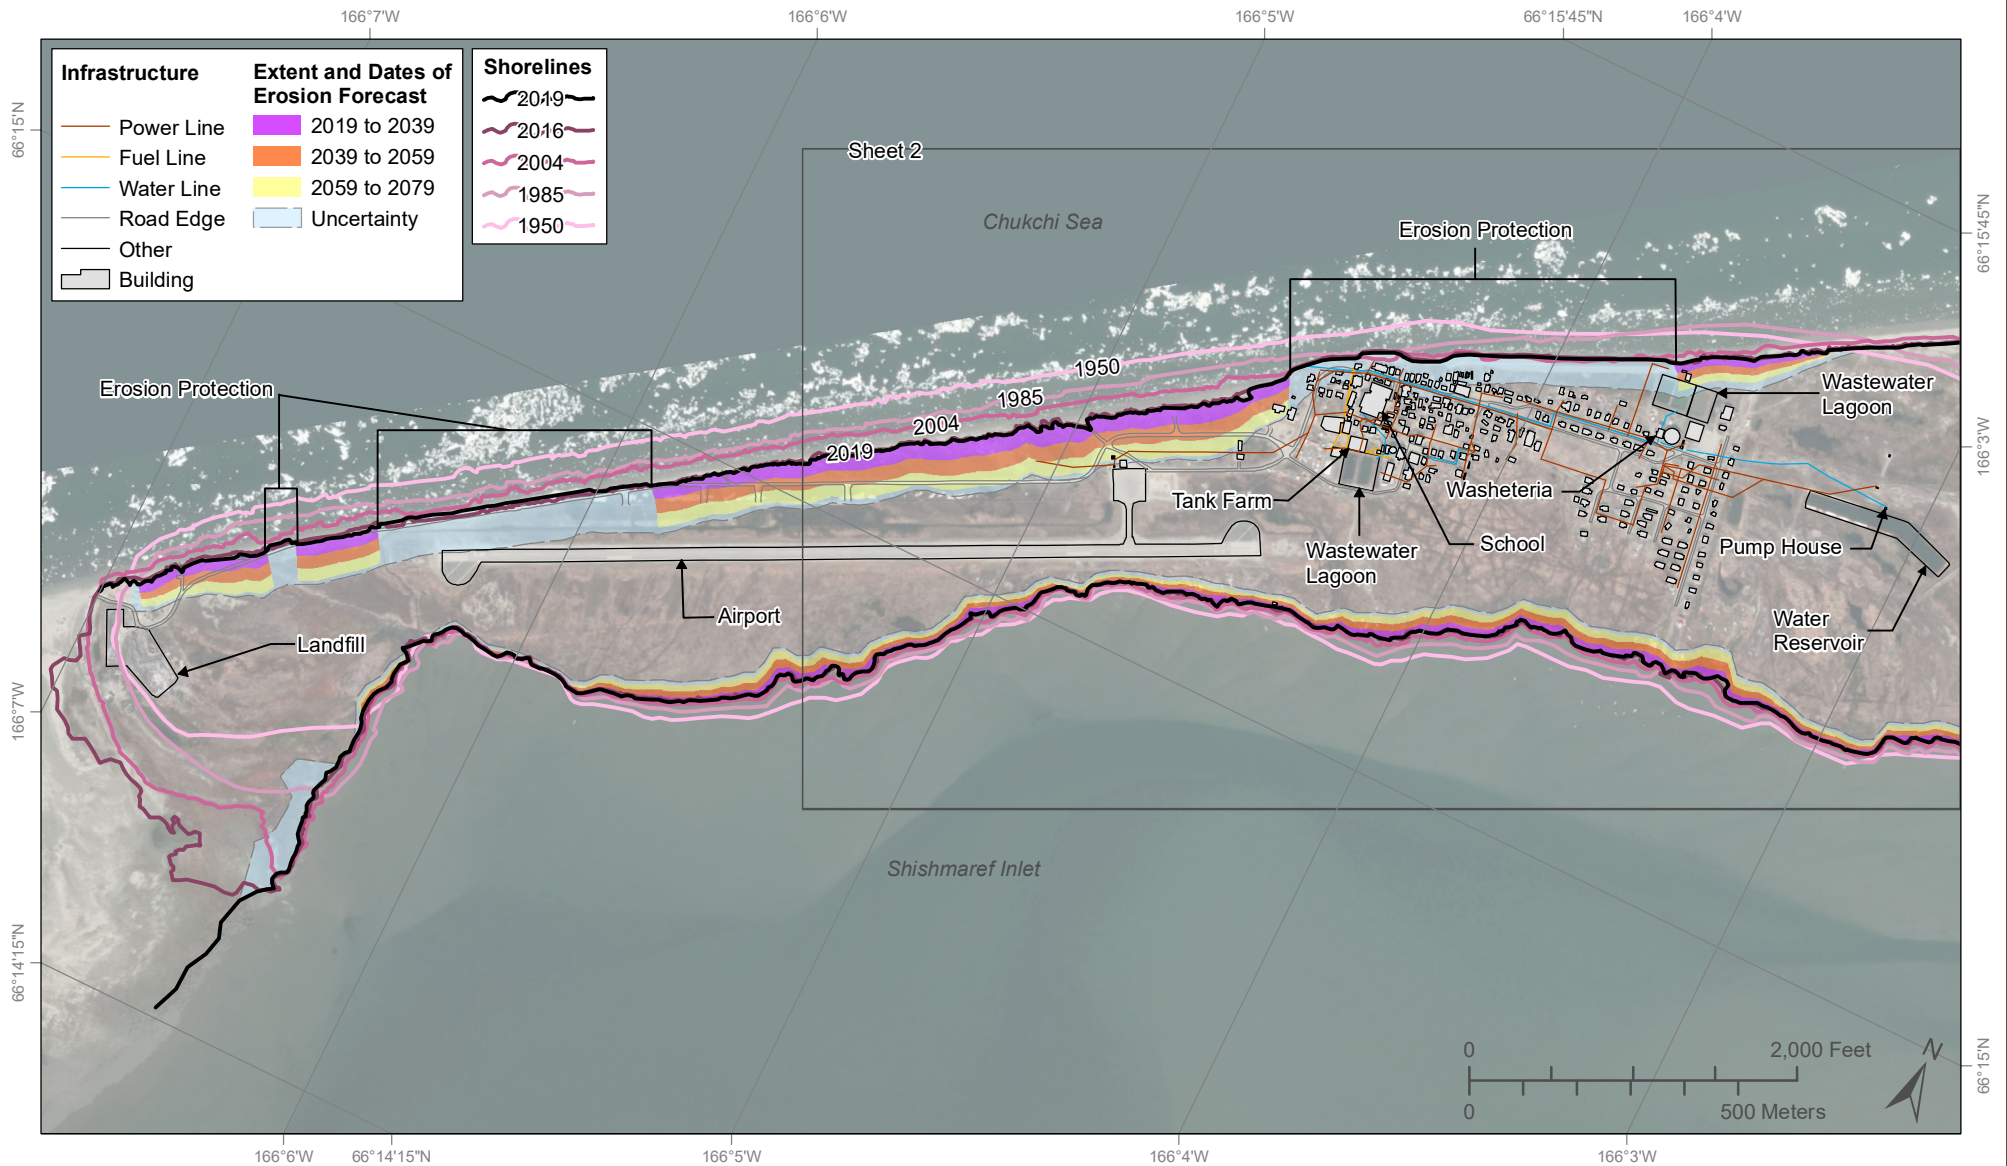 166°7'W
166°6'W
166°5'W
66°15'45"N
166°4'W
66°15'N
66°15'45"N
166°3'W
166°7'W
66°14'15"N
66°15'N
Infrastructure
Power Line
Fuel Line
Water Line
Road Edge
Other
Building
Extent and Dates of
Erosion Forecast
2019 to 2039
2039 to 2059
2059 to 2079
Uncertainty
Shorelines
2019
2016
2004
1985
1950
Sheet 2
Chukchi Sea
Erosion Protection
Erosion Protection
1950
1985
2004
2019
Wastewater
Lagoon
Tank Farm
Washeteria
Wastewater
Lagoon
School
Pump House
Water
Reservoir
Airport
Landfill
Shishmaref Inlet
0
2,000 Feet
0
500 Meters
N
166°6'W
66°14'15"N
166°5'W
166°4'W
166°3'W